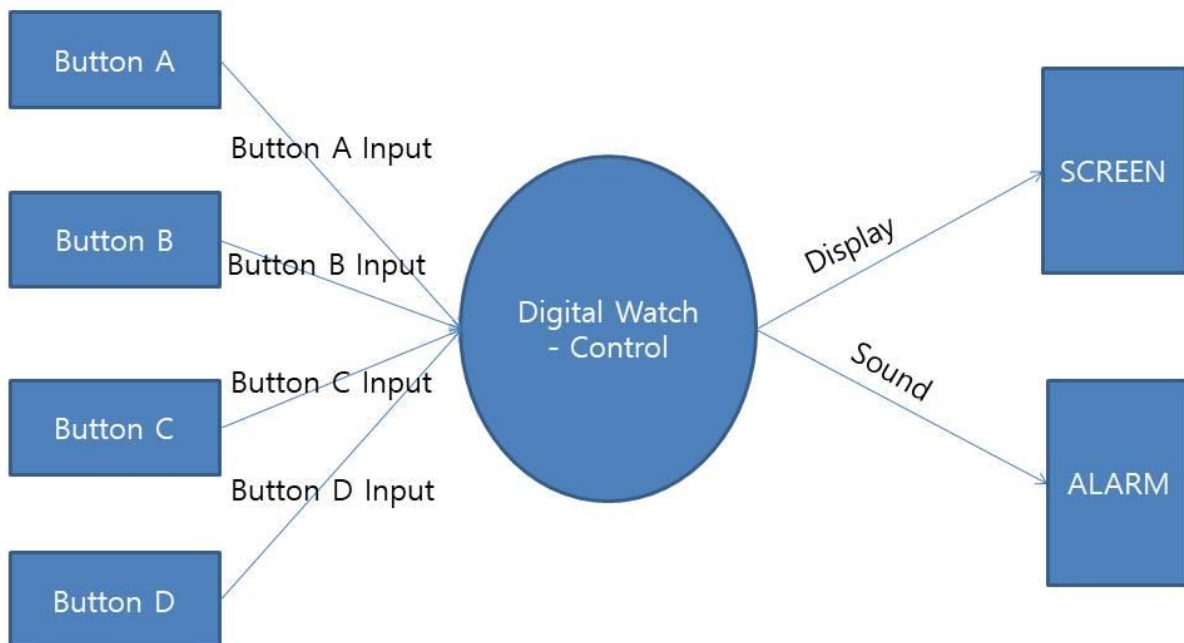 Button A
Button A Input
Button B
Button B Input
Button C
Button C Input
Button D Input
Button D
Digital Watch
- Control
Display
Sound
SCREEN
ALARM